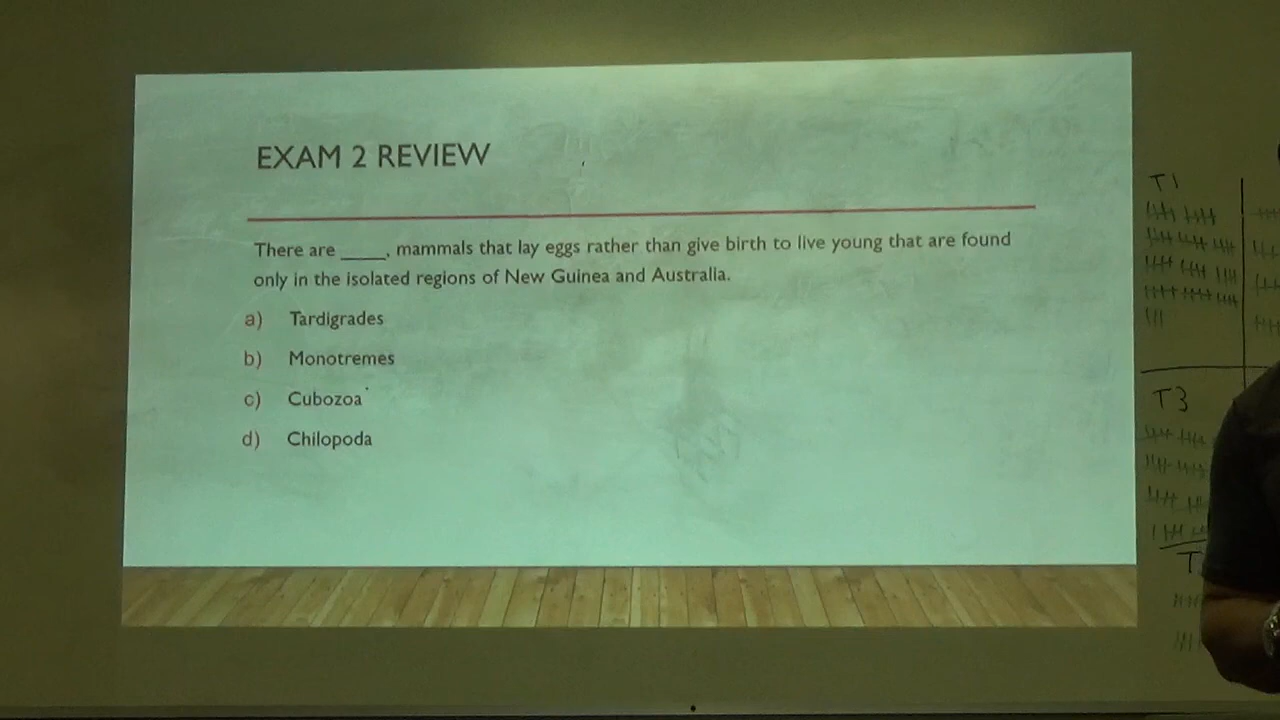 EXAM 2 REVIEW
There are _____, mammals that lay eggs rather than give birth to live young that are found
only in the isolated regions of New Guinea and Australia.
a) Tardigrades
b) Monotremes
c) Cubozoa
d) Chilopoda
T1
T3